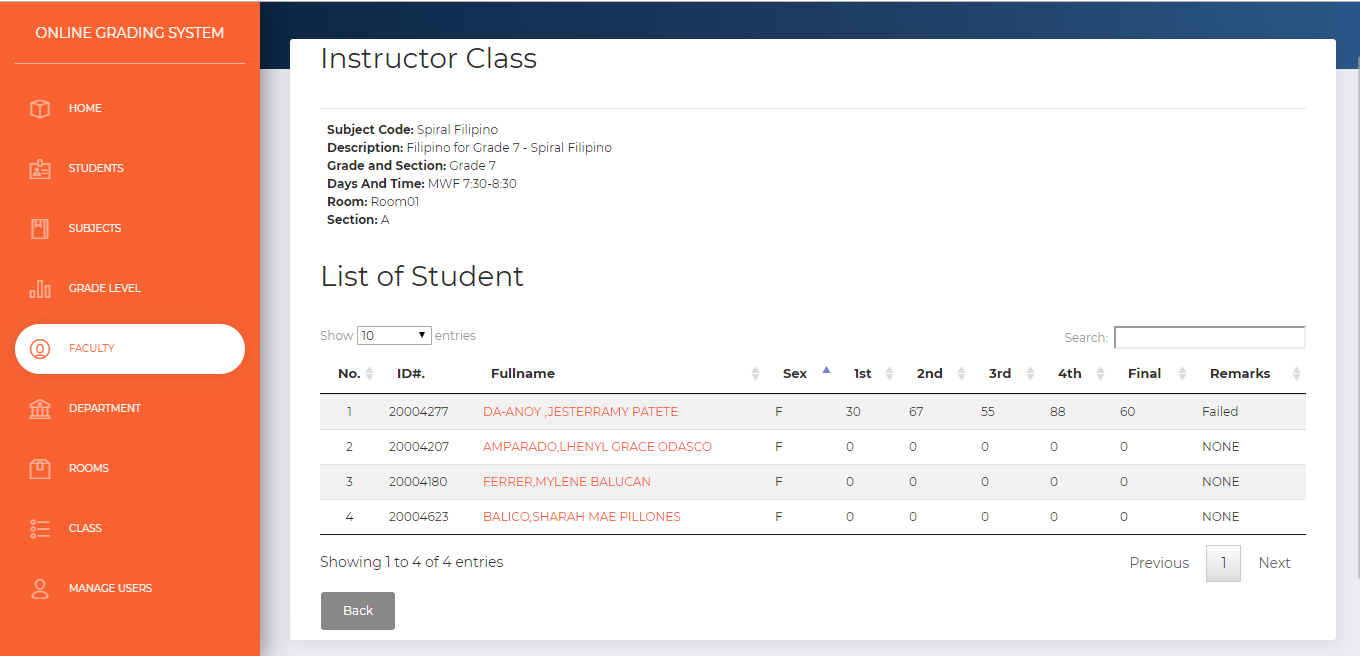 ONLINE GRADING SYSTEM
HOME
STUDENTS
SUBJECTS
GRADE LEVEL
FACULTY
DEPARTMENT
ROOMS
CLASS
MANAGE USERS
Instructor Class
Subject Code: Spiral Filipino
Description: Filipino for Grade 7 - Spiral Filipino
Grade and Section: Grade 7
Days And Time: MWF 7:30-8:30
Room: Room01
Section: A
List of Student
Show 10 entries Search:
No. ID#. Fullname Sex 1st 2nd 3rd 4th Final Remarks
1 20004277 DA-ANOY ,JESTERRAMY PATETE F 30 67 55 88 60 Failed
2 20004207 AMPARADO,LHENYL GRACE ODASCO F 0 0 0 0 0 NONE
3 20004180 FERRER,MYLENE BALUCAN F 0 0 0 0 0 NONE
4 20004623 BALICO,SHARAH MAE PILLONES F 0 0 0 0 0 NONE
Showing 1 to 4 of 4 entries Previous 1 Next
Back